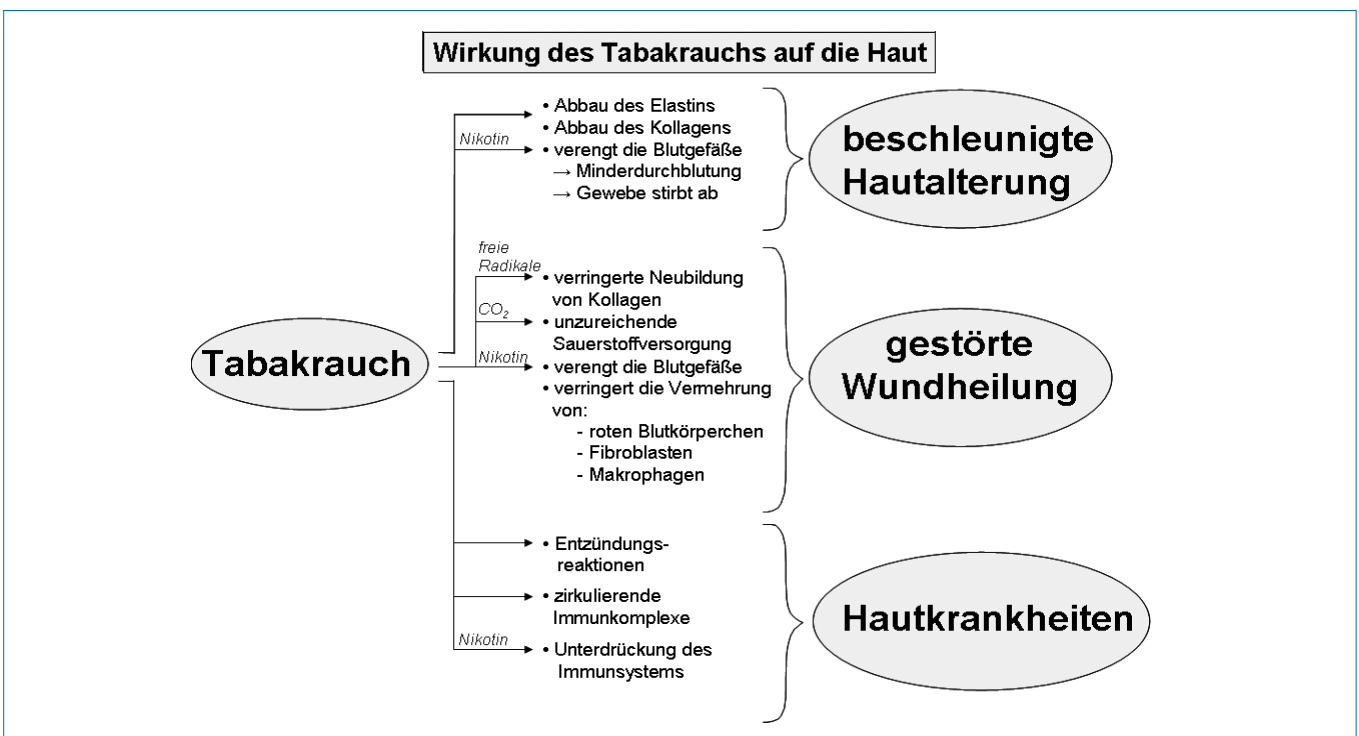 Wirkung des Tabakrauchs auf die Haut
• Abbau des Elastins
• Abbau des Kollagens
Nikotin
• verengt die Blutgefäße
→ Minderdurchblutung
→ Gewebe stirbt ab
beschleunigte
Hautalterung
Tabakrauch
freie
Radikale
• verringerte Neubildung
von Kollagen
CO₂
• unzureichende
Sauerstoffversorgung
Nikotin
• verengt die Blutgefäße
• verringert die Vermehrung
von:
- roten Blutkörperchen
- Fibroblasten
- Makrophagen
gestörte
Wundheilung
• Entzündungs-
reaktionen
• zirkulierende
Immunkomplexe
Nikotin
• Unterdrückung des
Immunsystems
Hautkrankheiten